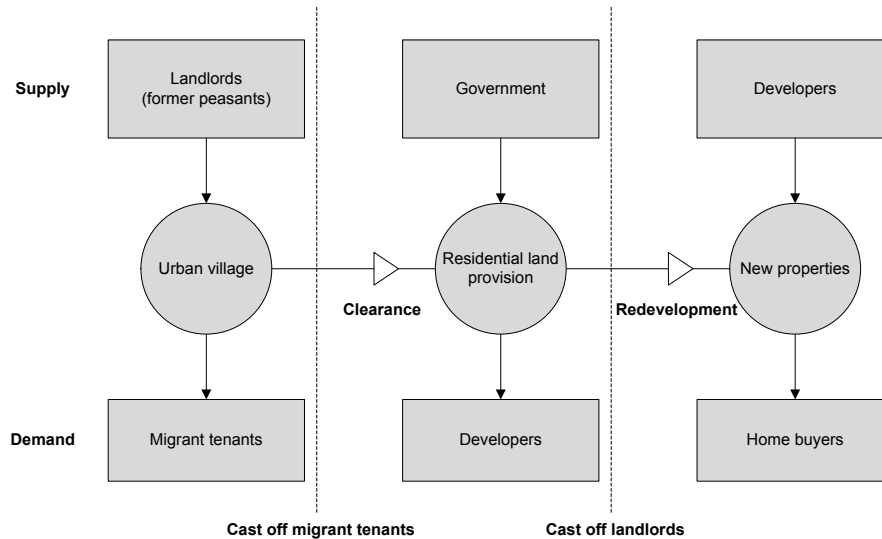 Supply
Landlords
(former peasants)
Government
Developers
Urban village
Residential land
provision
New properties
Clearance
Redevelopment
Demand
Migrant tenants
Developers
Home buyers
Cast off migrant tenants
Cast off landlords